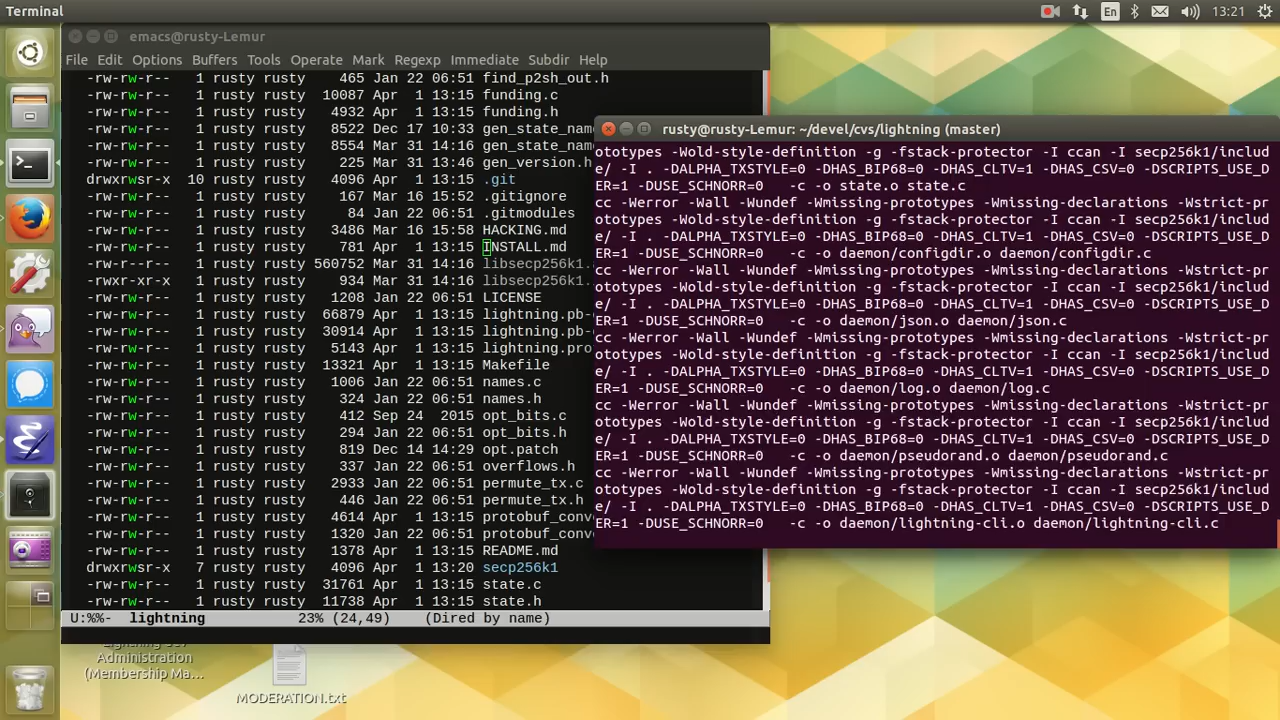 Terminal
En
13:21
emacs@rusty-Lemur
File Edit Options Buffers Tools Operate Mark Regexp Immediate Subdir Help
-rw-rw-r-- 1 rusty rusty 465 Jan 22 06:51 find_p2sh_out.h
-rw-rw-r-- 1 rusty rusty 10087 Apr 1 13:15 funding.c
-rw-rw-r-- 1 rusty rusty 4932 Apr 1 13:15 funding.h
-rw-rw-r-- 1 rusty rusty 8522 Dec 17 10:33 gen_state_name
-rw-rw-r-- 1 rusty rusty 8554 Mar 31 14:16 gen_state_name
-rw-rw-r-- 1 rusty rusty 225 Mar 31 13:46 gen_version.h
drwxrwsr-x 10 rusty rusty 4096 Apr 1 13:15 .git
-rw-rw-r-- 1 rusty rusty 167 Mar 16 15:52 .gitignore
-rw-rw-r-- 1 rusty rusty 84 Jan 22 06:51 .gitmodules
-rw-rw-r-- 1 rusty rusty 3486 Mar 16 15:58 HACKING.md
-rw-rw-r-- 1 rusty rusty 781 Apr 1 13:15 INSTALL.md
-rw-r--r-- 1 rusty rusty 560752 Mar 31 14:16 libsecp256k1.
-rwxr-xr-x 1 rusty rusty 934 Mar 31 14:16 libsecp256k1.
-rw-rw-r-- 1 rusty rusty 1208 Jan 22 06:51 LICENSE
-rw-rw-r-- 1 rusty rusty 66879 Apr 1 13:15 lightning.pb-
-rw-rw-r-- 1 rusty rusty 30914 Apr 1 13:15 lightning.pb-
-rw-rw-r-- 1 rusty rusty 5143 Apr 1 13:15 lightning.pro
-rw-rw-r-- 1 rusty rusty 13321 Apr 1 13:15 Makefile
-rw-rw-r-- 1 rusty rusty 1006 Jan 22 06:51 names.c
-rw-rw-r-- 1 rusty rusty 324 Jan 22 06:51 names.h
-rw-rw-r-- 1 rusty rusty 412 Sep 24 2015 opt_bits.c
-rw-rw-r-- 1 rusty rusty 294 Jan 22 06:51 opt_bits.h
-rw-rw-r-- 1 rusty rusty 819 Dec 14 14:29 opt.patch
-rw-rw-r-- 1 rusty rusty 337 Jan 22 06:51 overflows.h
-rw-rw-r-- 1 rusty rusty 2933 Jan 22 06:51 permute_tx.c
-rw-rw-r-- 1 rusty rusty 446 Jan 22 06:51 permute_tx.h
-rw-rw-r-- 1 rusty rusty 4614 Apr 1 13:15 protobuf_conv
-rw-rw-r-- 1 rusty rusty 1320 Jan 22 06:51 protobuf_conv
-rw-rw-r-- 1 rusty rusty 1378 Apr 1 13:15 README.md
drwxrwsr-x 7 rusty rusty 4096 Apr 1 13:20 secp256k1
-rw-rw-r-- 1 rusty rusty 31761 Apr 1 13:15 state.c
-rw-rw-r-- 1 rusty rusty 11738 Apr 1 13:15 state.h
U:%%- lightning 23% (24,49) (Dired by name)
rusty@rusty-Lemur: ~/devel/cvs/lightning (master)
ototypes -Wold-style-definition -g -fstack-protector -I ccan -I secp256k1/includ
e/ -I . -DALPHA_TXSTYLE=0 -DHAS_BIP68=0 -DHAS_CLTV=1 -DHAS_CSV=0 -DSCRIPTS_USE_D
ER=1 -DUSE_SCHNORR=0 -c -o state.o state.c
cc -Werror -Wall -Wundef -Wmissing-prototypes -Wmissing-declarations -Wstrict-pr
ototypes -Wold-style-definition -g -fstack-protector -I ccan -I secp256k1/includ
e/ -I . -DALPHA_TXSTYLE=0 -DHAS_BIP68=0 -DHAS_CLTV=1 -DHAS_CSV=0 -DSCRIPTS_USE_D
ER=1 -DUSE_SCHNORR=0 -c -o daemon/configdir.o daemon/configdir.c
cc -Werror -Wall -Wundef -Wmissing-prototypes -Wmissing-declarations -Wstrict-pr
ototypes -Wold-style-definition -g -fstack-protector -I ccan -I secp256k1/includ
e/ -I . -DALPHA_TXSTYLE=0 -DHAS_BIP68=0 -DHAS_CLTV=1 -DHAS_CSV=0 -DSCRIPTS_USE_D
ER=1 -DUSE_SCHNORR=0 -c -o daemon/json.o daemon/json.c
cc -Werror -Wall -Wundef -Wmissing-prototypes -Wmissing-declarations -Wstrict-pr
ototypes -Wold-style-definition -g -fstack-protector -I ccan -I secp256k1/includ
e/ -I . -DALPHA_TXSTYLE=0 -DHAS_BIP68=0 -DHAS_CLTV=1 -DHAS_CSV=0 -DSCRIPTS_USE_D
ER=1 -DUSE_SCHNORR=0 -c -o daemon/log.o daemon/log.c
cc -Werror -Wall -Wundef -Wmissing-prototypes -Wmissing-declarations -Wstrict-pr
ototypes -Wold-style-definition -g -fstack-protector -I ccan -I secp256k1/includ
e/ -I . -DALPHA_TXSTYLE=0 -DHAS_BIP68=0 -DHAS_CLTV=1 -DHAS_CSV=0 -DSCRIPTS_USE_D
ER=1 -DUSE_SCHNORR=0 -c -o daemon/pseudorand.o daemon/pseudorand.c
cc -Werror -Wall -Wundef -Wmissing-prototypes -Wmissing-declarations -Wstrict-pr
ototypes -Wold-style-definition -g -fstack-protector -I ccan -I secp256k1/includ
e/ -I . -DALPHA_TXSTYLE=0 -DHAS_BIP68=0 -DHAS_CLTV=1 -DHAS_CSV=0 -DSCRIPTS_USE_D
ER=1 -DUSE_SCHNORR=0 -c -o daemon/lightning-cli.o daemon/lightning-cli.c
Administration
(Membership Ma...
MODERATION.txt